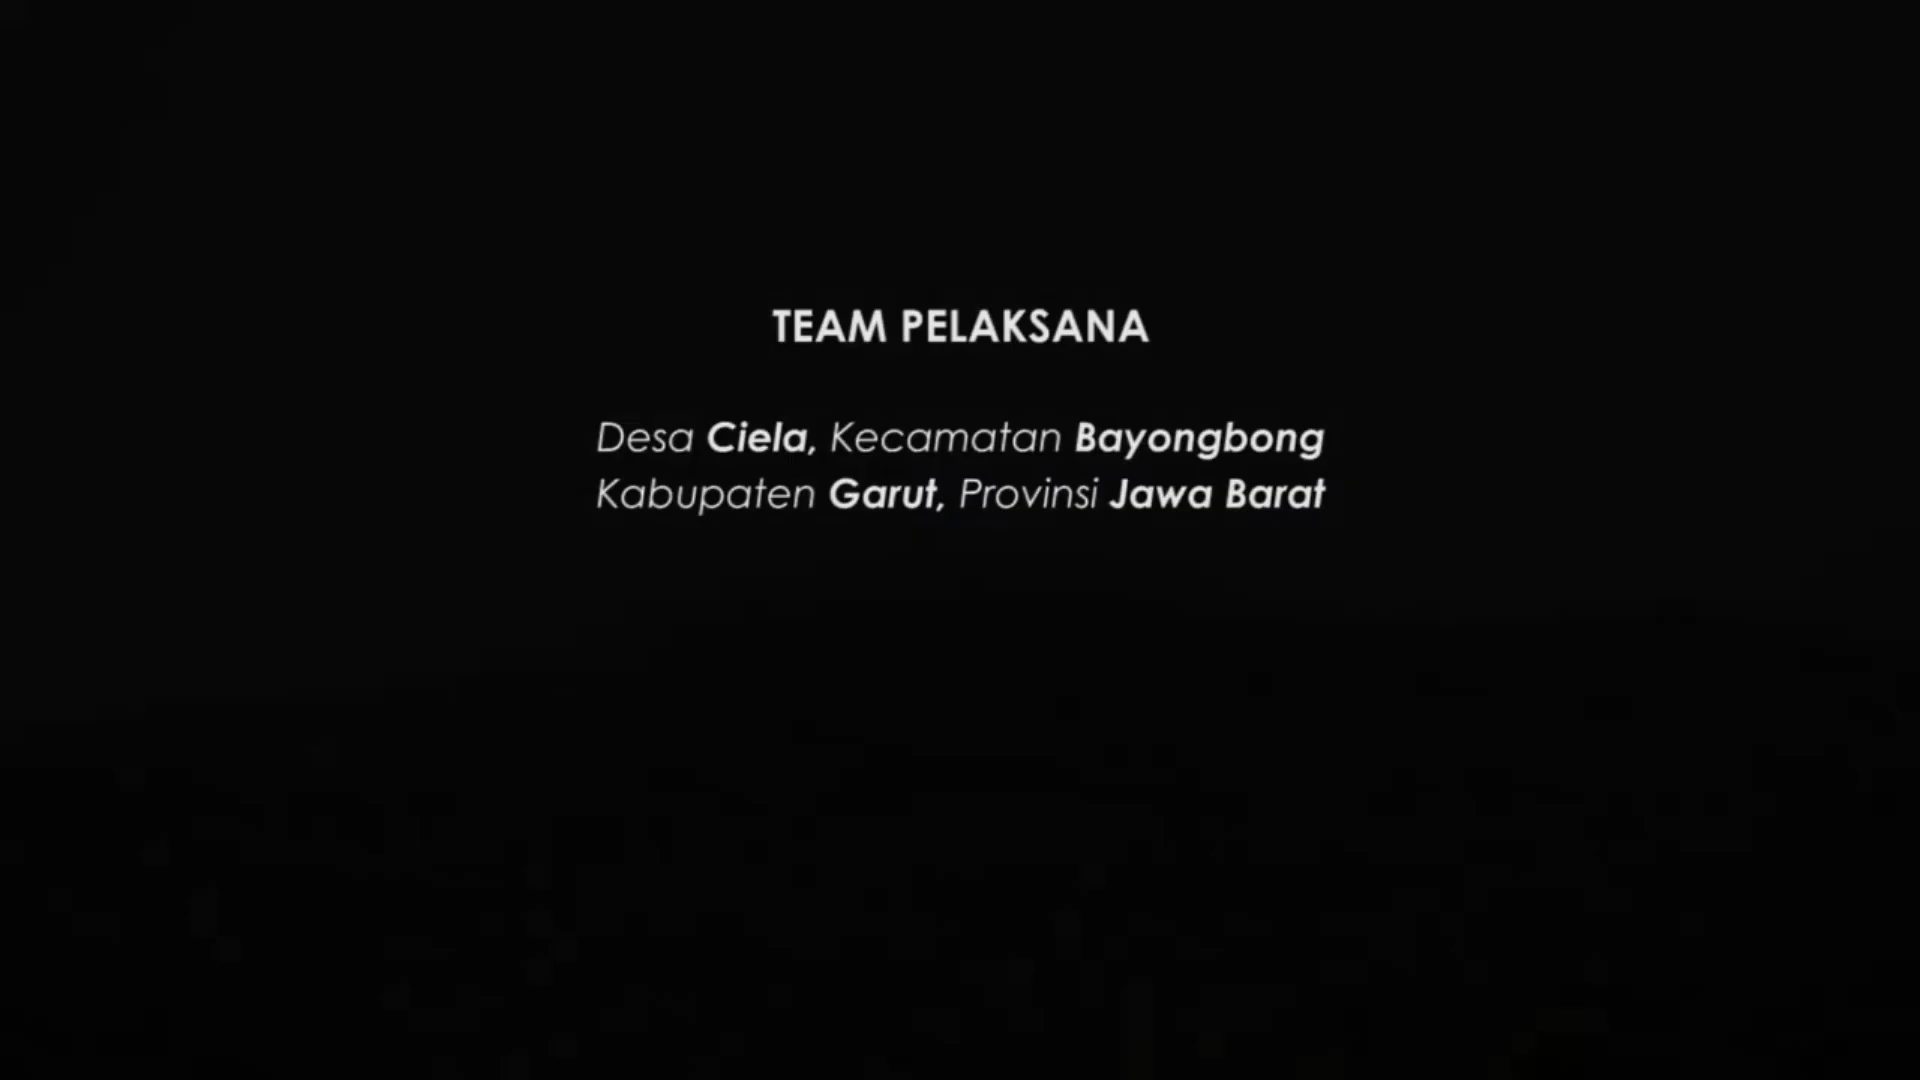 TEAM PELAKSANA
Desa Ciela, Kecamatan Bayongbong
Kabupaten Garut, Provinsi Jawa Barat